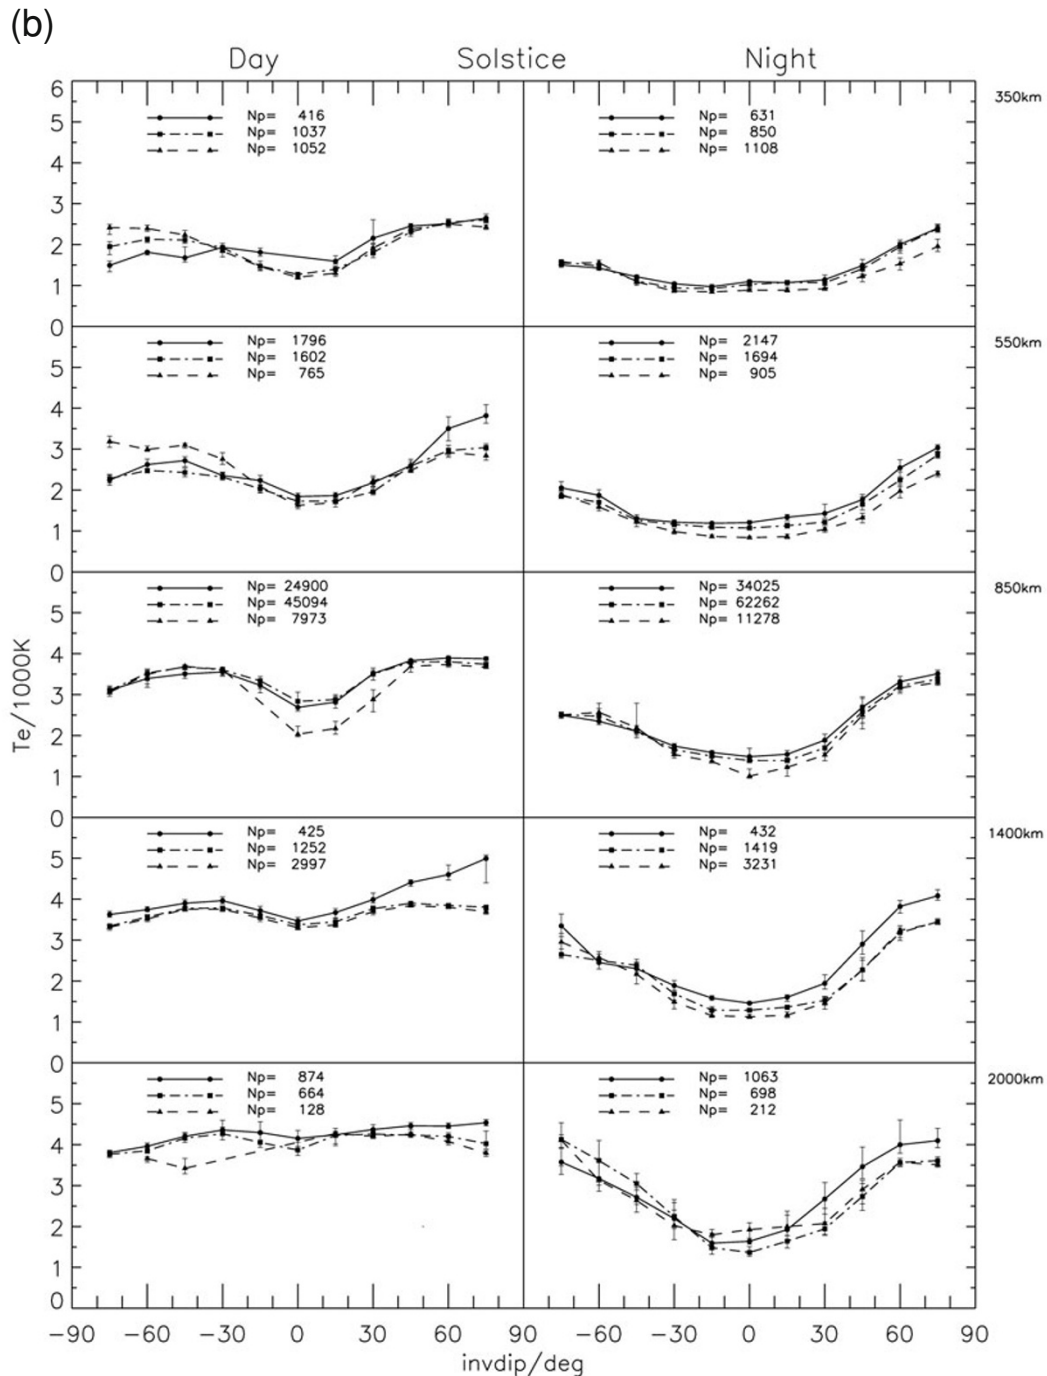 (b)
Day Solstice Night
6 350km
Np= 416 Np= 631
5
Np= 1037 Np= 850
Np= 1052 Np= 1108
4
3
2
1
0
550km
Np= 1796 Np= 2147
5
Np= 1602 Np= 1694
Np= 765 Np= 905
4
3
2
1
0
850km
Np= 24900 Np= 34025
5
Np= 45094 Np= 62262
Np= 7973 Np= 11278
4
3
2
1
0
Te/1000K
1400km
Np= 425 Np= 432
5
Np= 1252 Np= 1419
Np= 2997 Np= 3231
4
3
2
1
0
2000km
Np= 874 Np= 1063
5
Np= 664 Np= 698
Np= 128 Np= 212
4
3
2
1
0
−90 −60 −30 0 30 60 90 −60 −30 0 30 60 90
invdip/deg